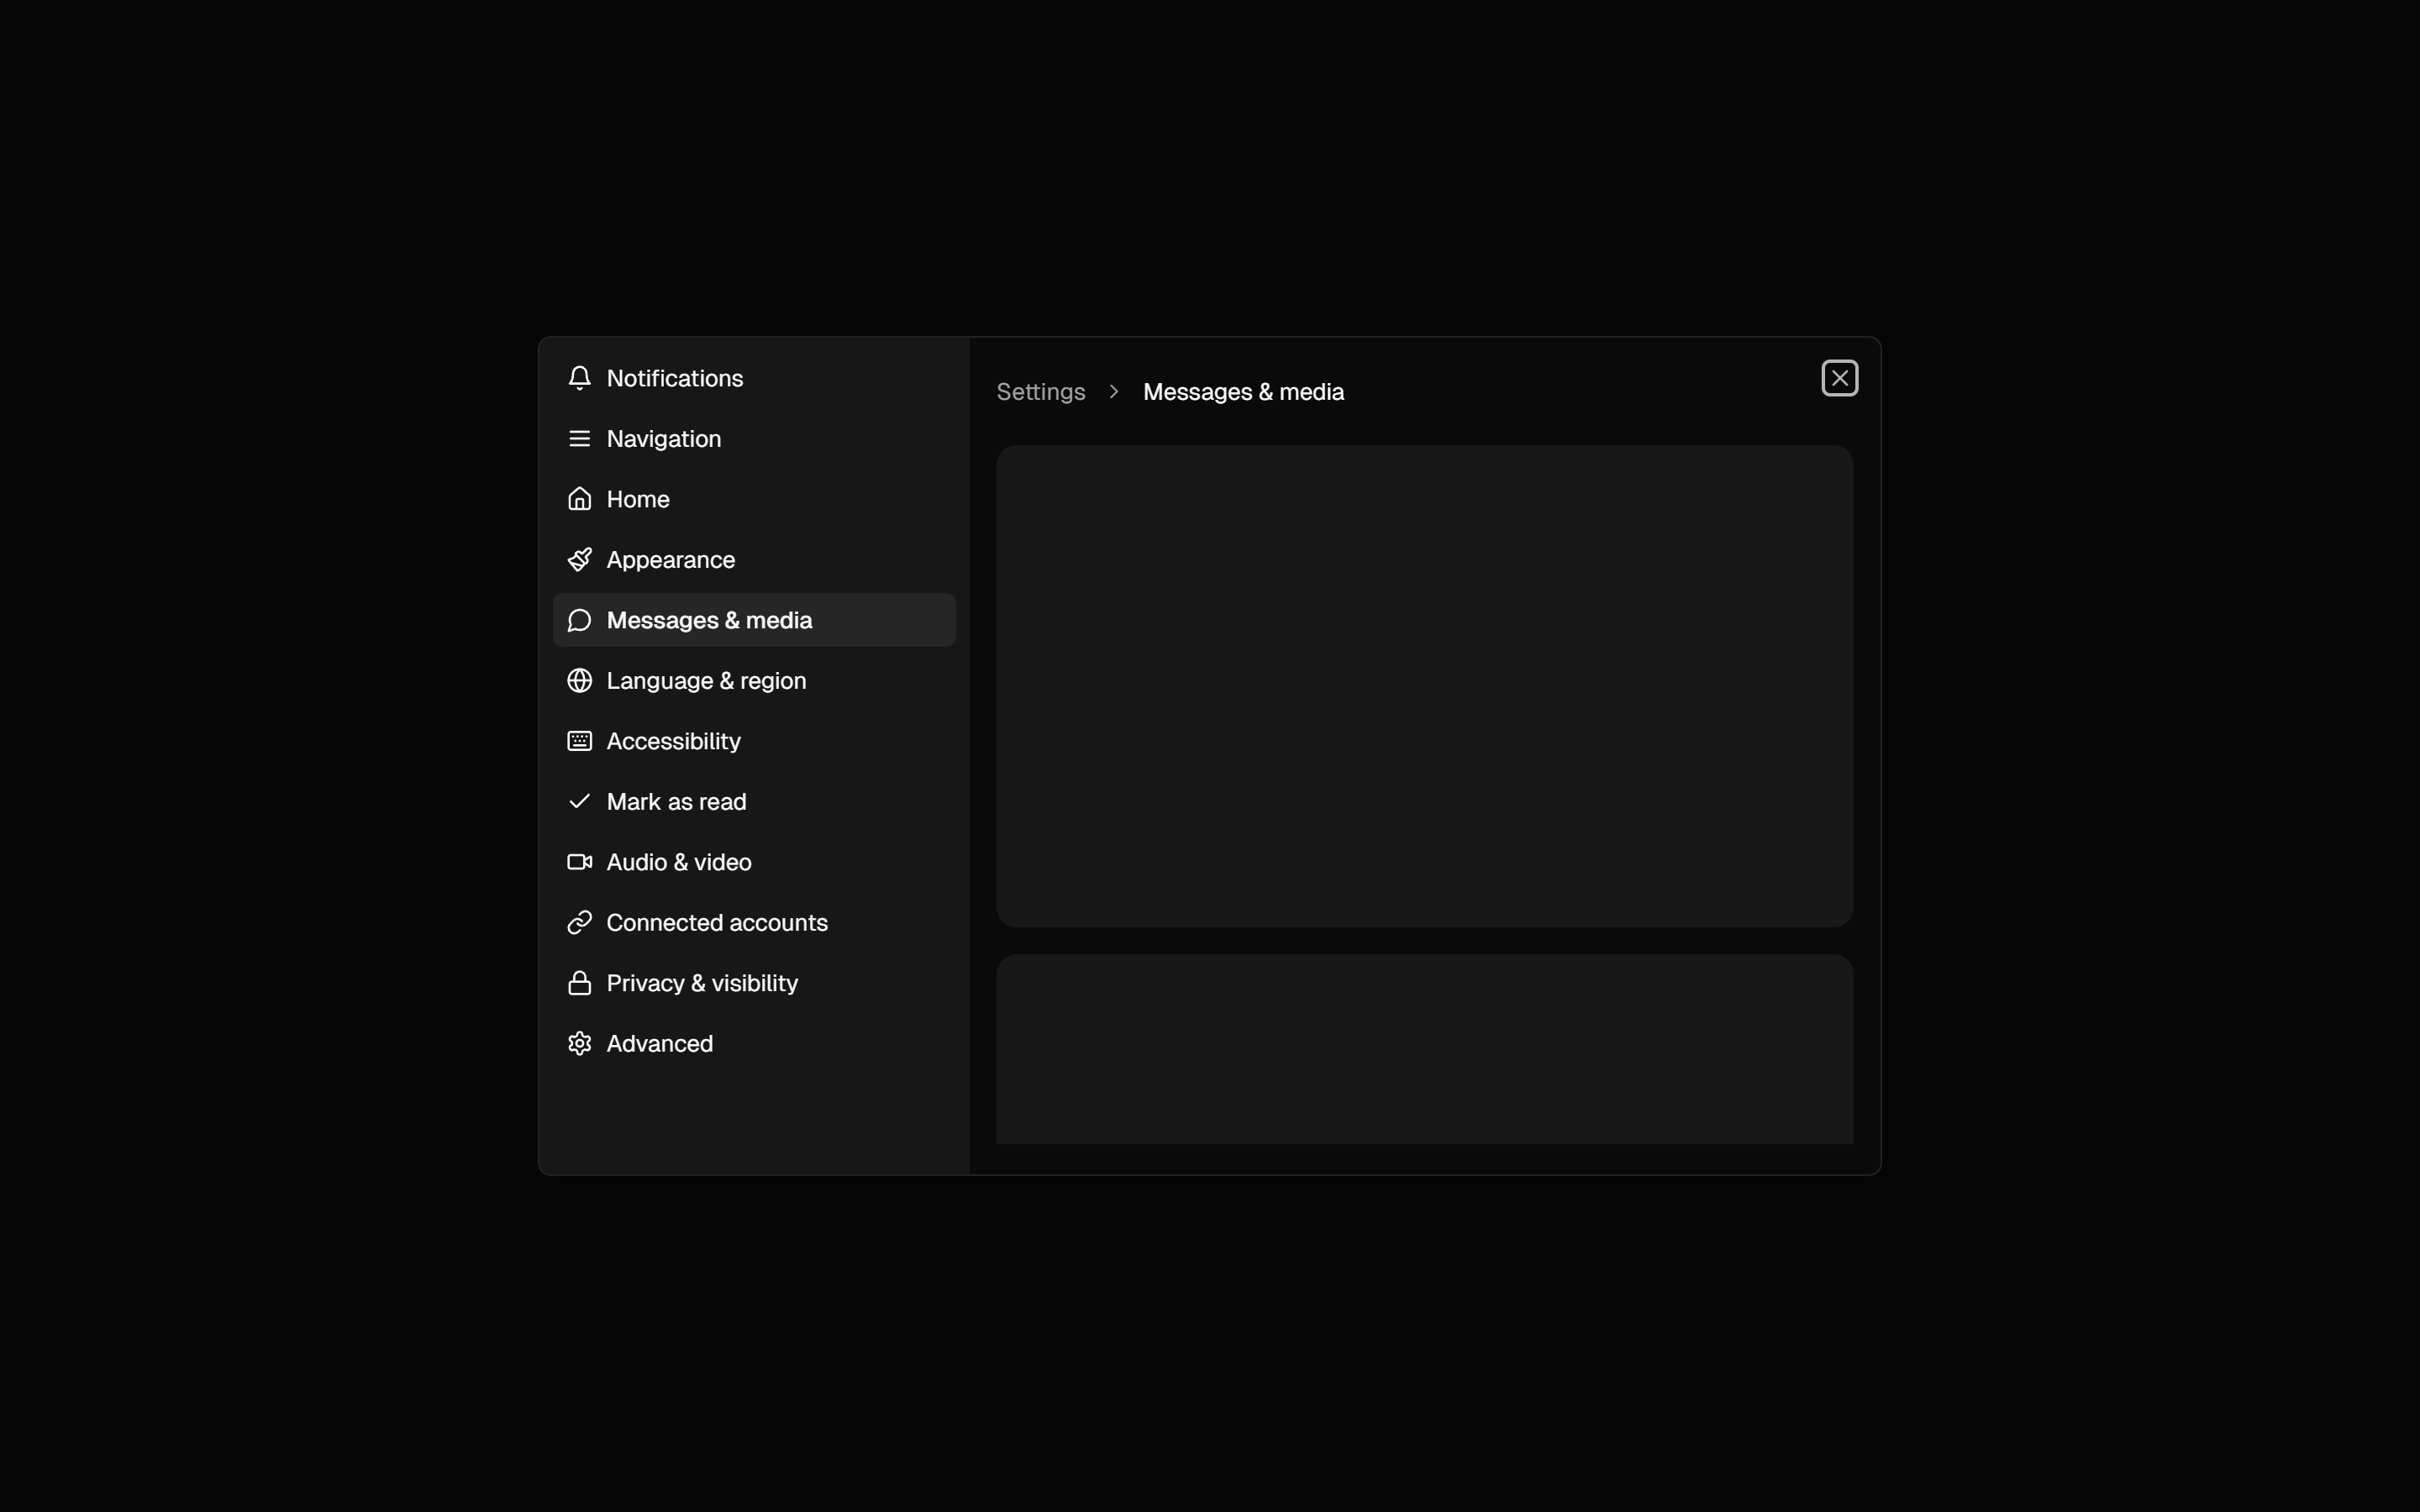 Notifications
Navigation
Home
Appearance
Messages & media
Language & region
Accessibility
Mark as read
Audio & video
Connected accounts
Privacy & visibility
Advanced
Settings > Messages & media